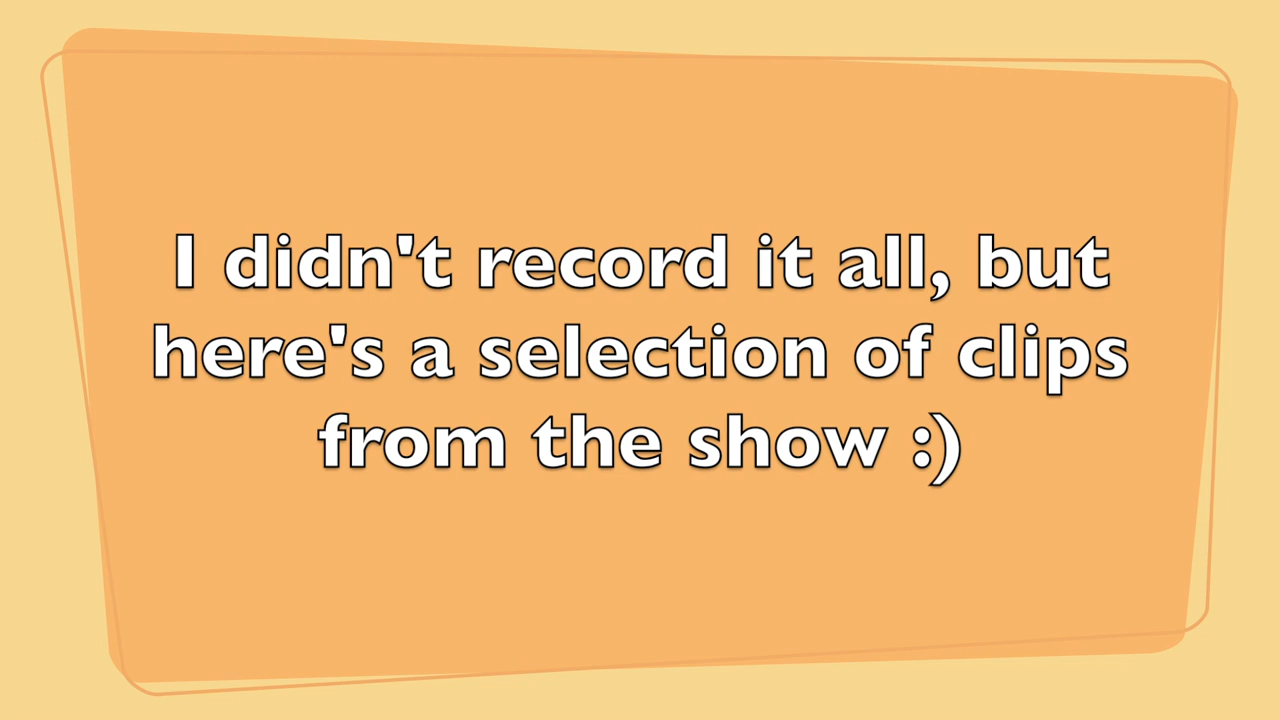 I didn't record it all, but
here's a selection of clips
from the show :)